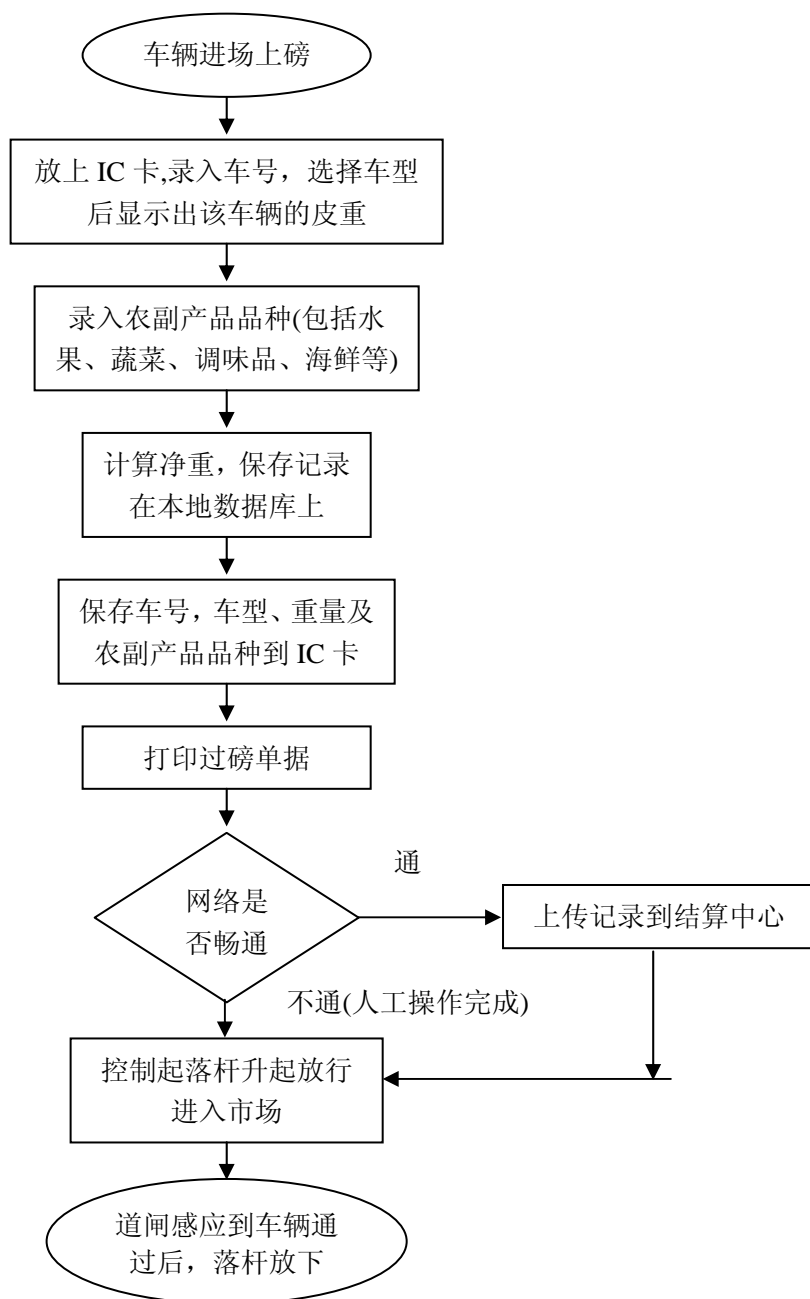 车辆进场上磅
放上 IC 卡,录入车号，选择车型
后显示出该车辆的皮重
录入农副产品品种(包括水
果、蔬菜、调味品、海鲜等)
计算净重，保存记录
在本地数据库上
保存车号，车型、重量及
农副产品品种到 IC 卡
打印过磅单据
通
网络是
否畅通
上传记录到结算中心
不通(人工操作完成)
控制起落杆升起放行
进入市场
道闸感应到车辆通
过后，落杆放下